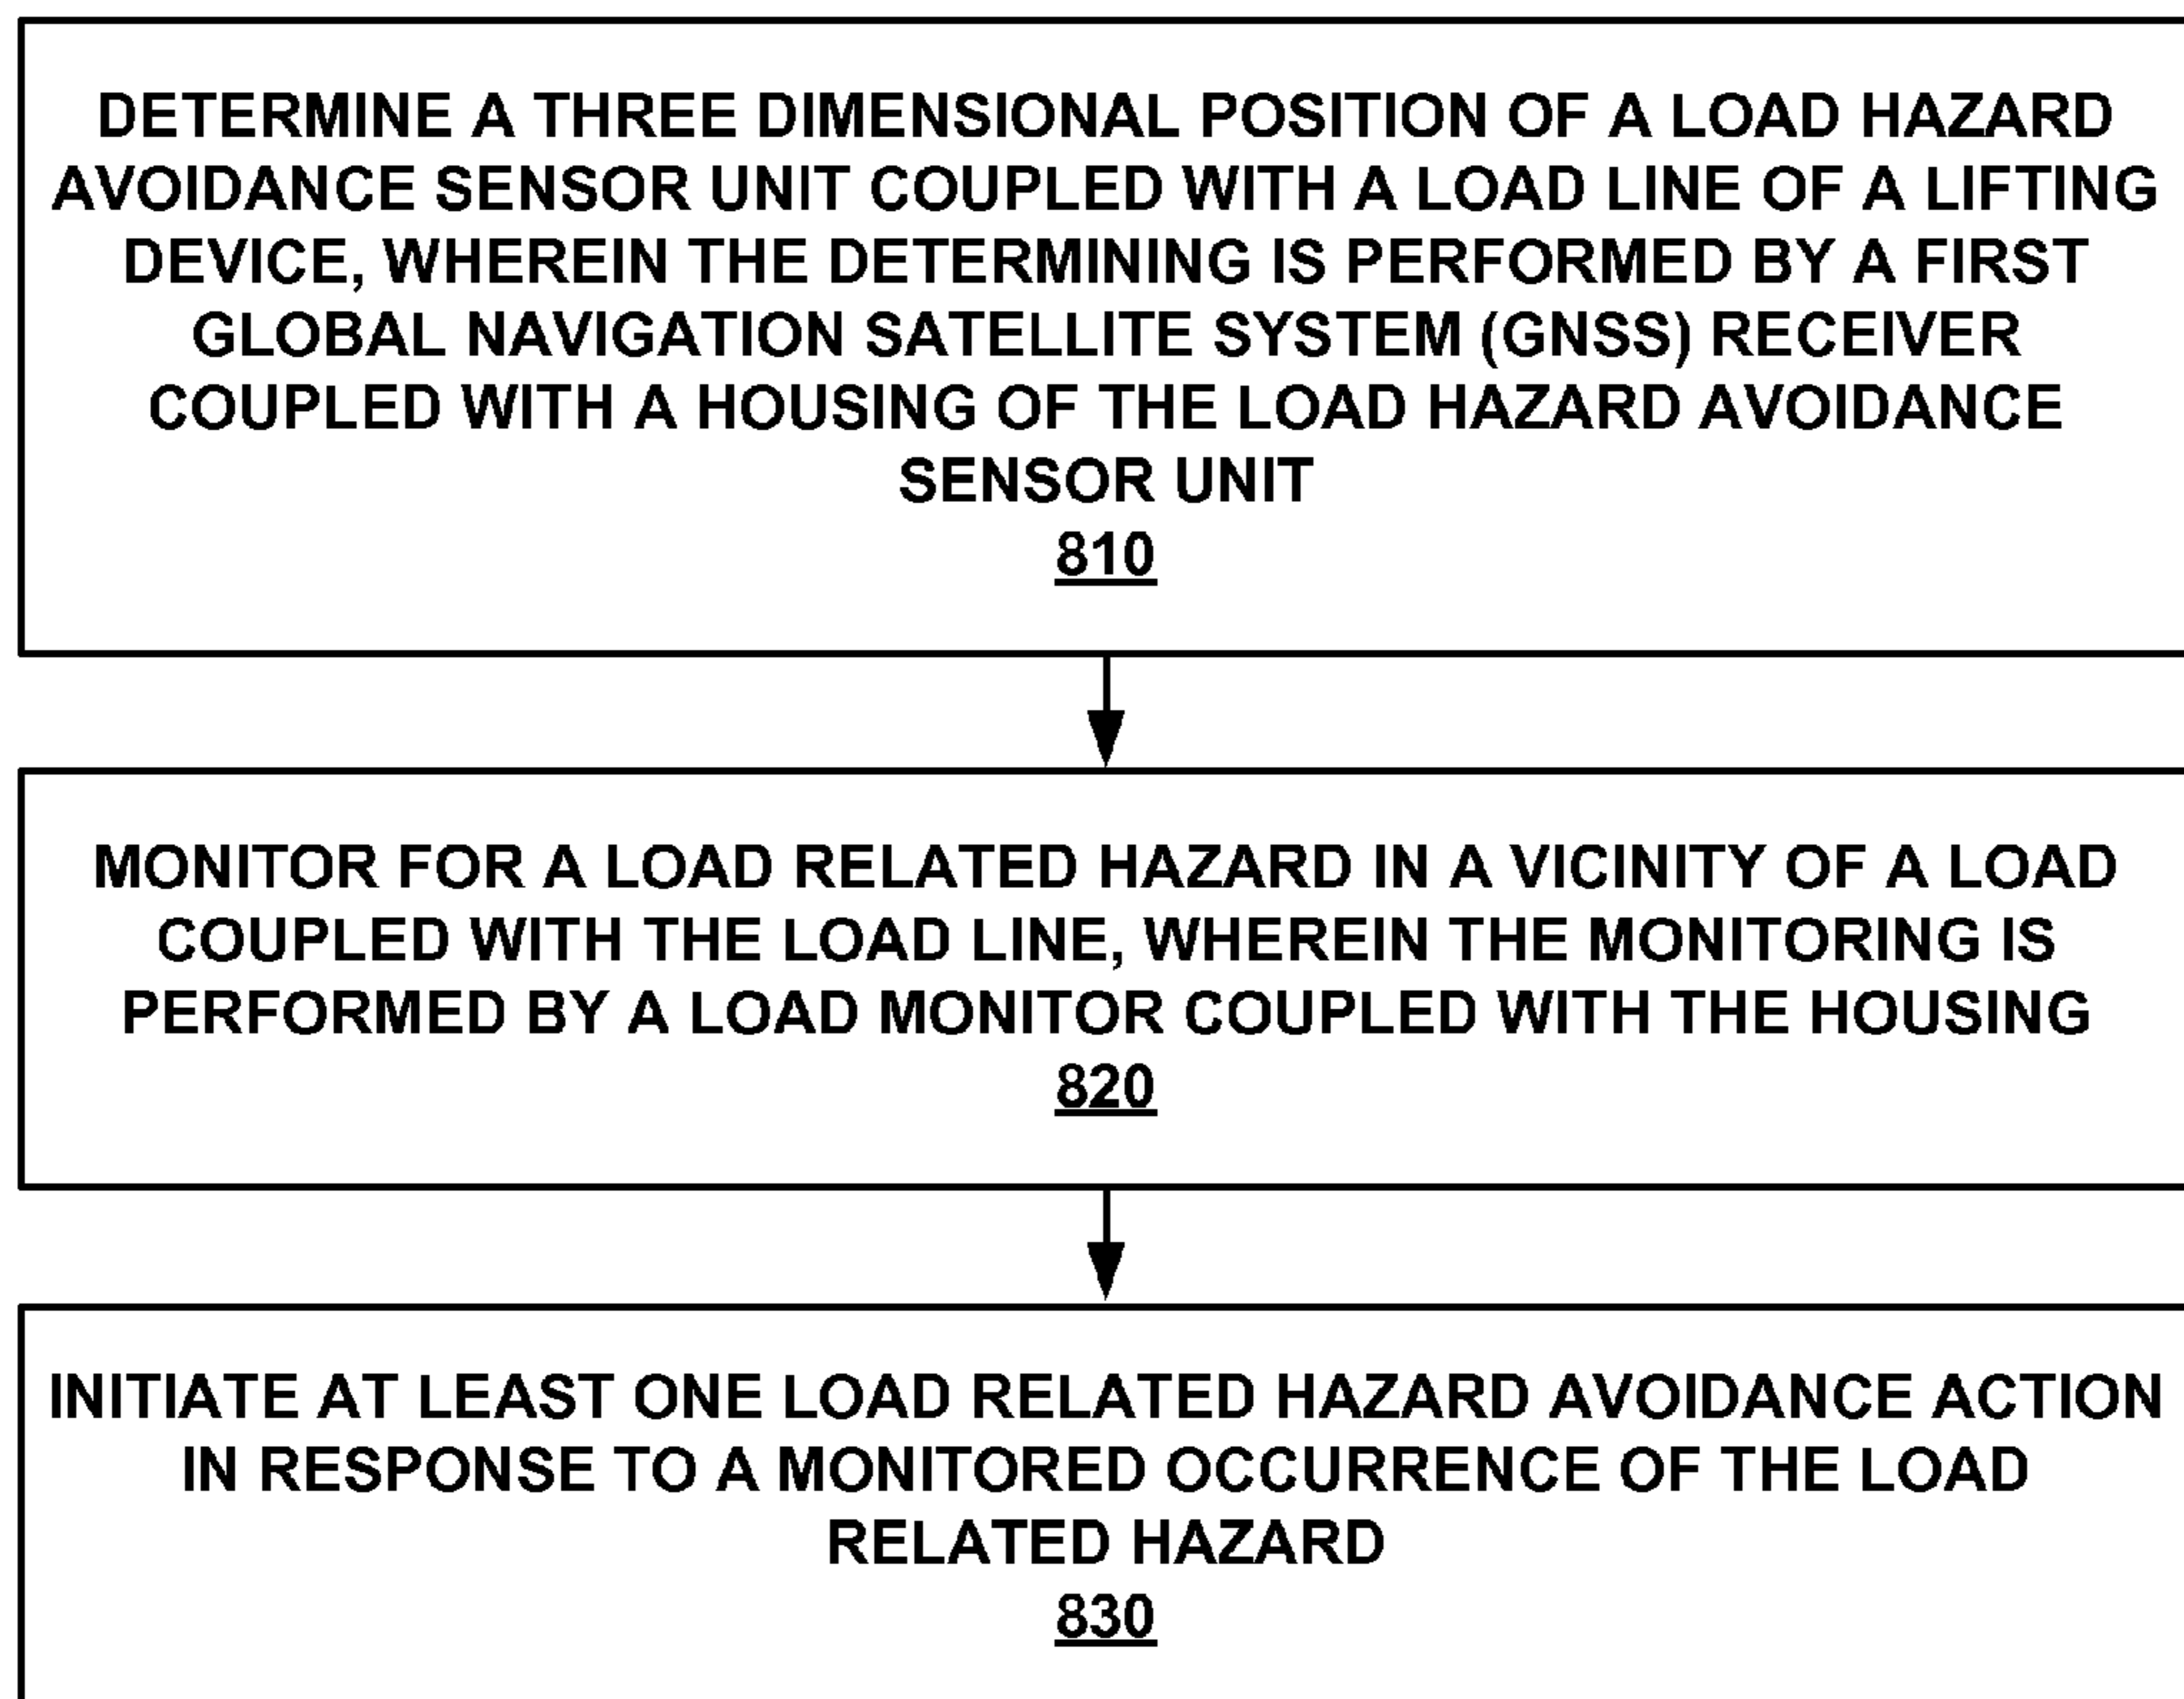 DETERMINE A THREE DIMENSIONAL POSITION OF A LOAD HAZARD
AVOIDANCE SENSOR UNIT COUPLED WITH A LOAD LINE OF A LIFTING
DEVICE, WHEREIN THE DETERMINING IS PERFORMED BY A FIRST
GLOBAL NAVIGATION SATELLITE SYSTEM (GNSS) RECEIVER
COUPLED WITH A HOUSING OF THE LOAD HAZARD AVOIDANCE
SENSOR UNIT
810
MONITOR FOR A LOAD RELATED HAZARD IN A VICINITY OF A LOAD
COUPLED WITH THE LOAD LINE, WHEREIN THE MONITORING IS
PERFORMED BY A LOAD MONITOR COUPLED WITH THE HOUSING
820
INITIATE AT LEAST ONE LOAD RELATED HAZARD AVOIDANCE ACTION
IN RESPONSE TO A MONITORED OCCURRENCE OF THE LOAD
RELATED HAZARD
830